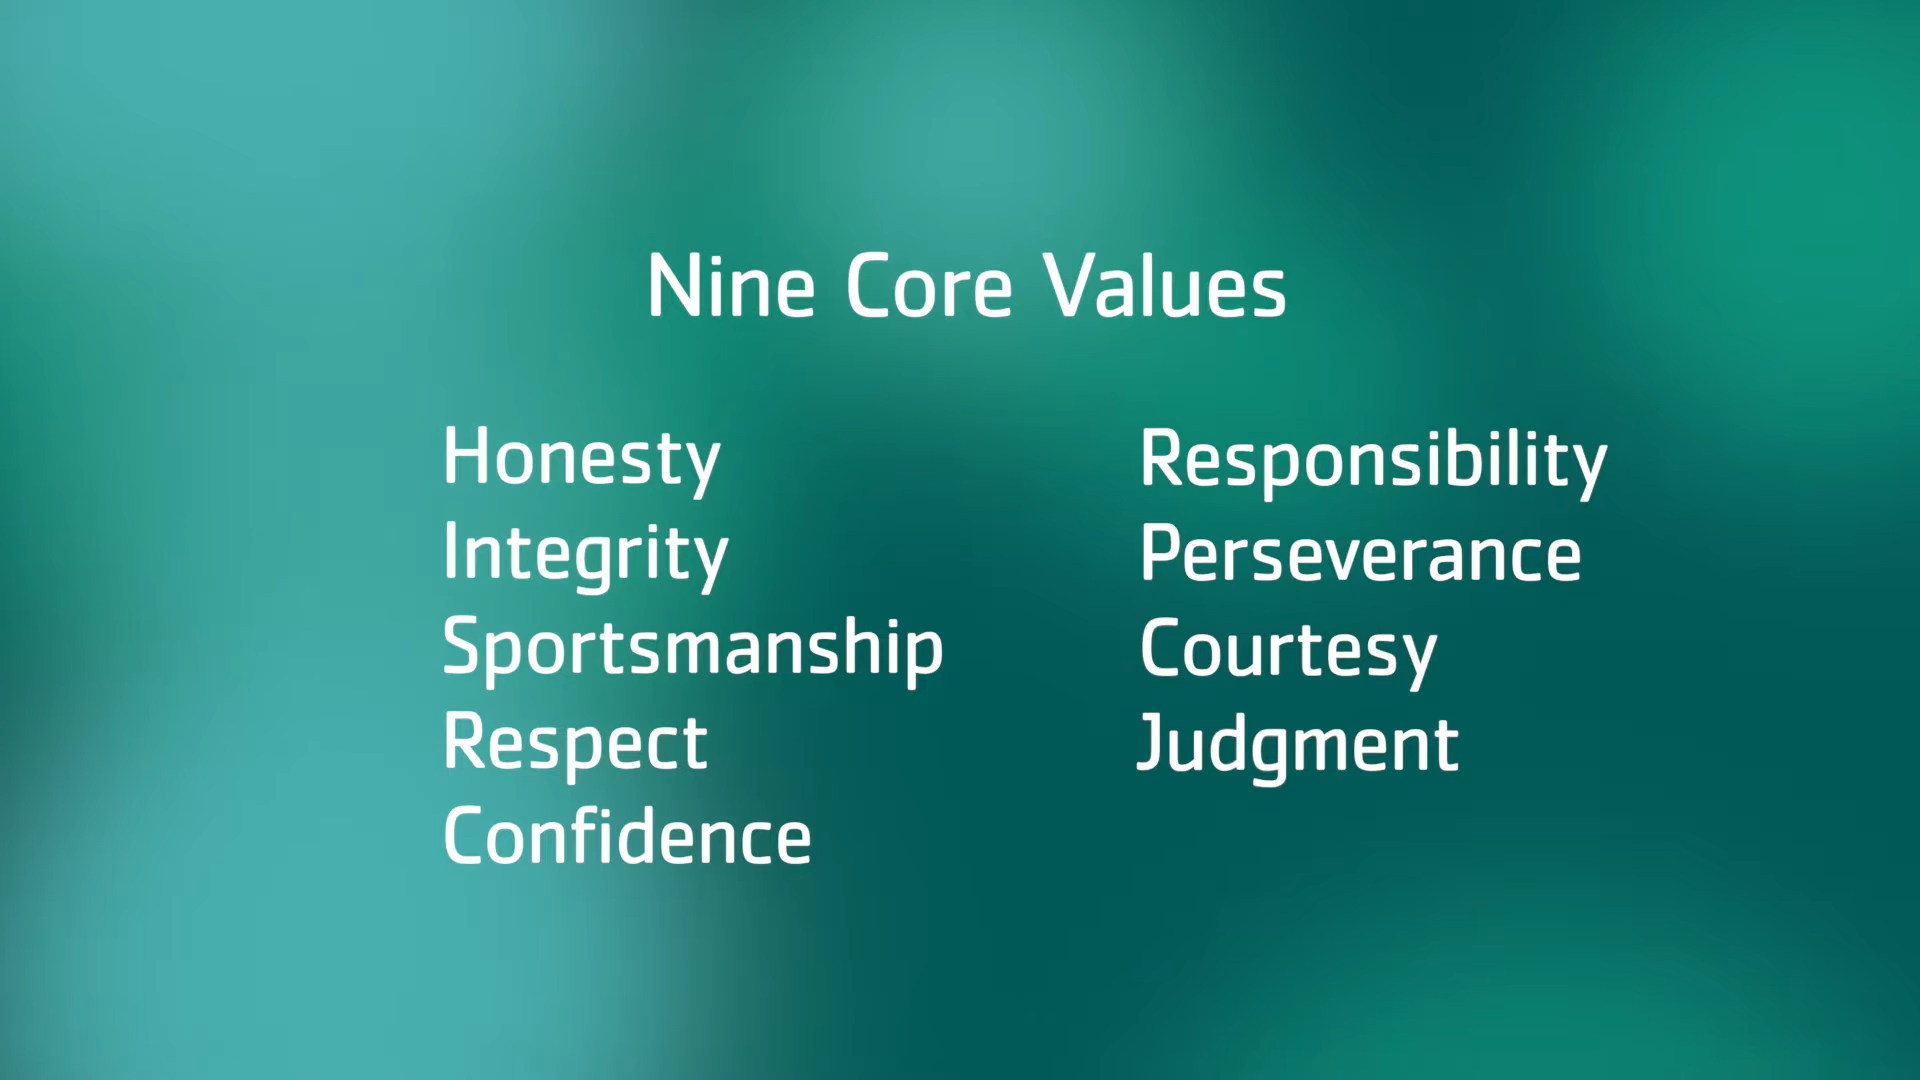 Nine Core Values
Honesty
Integrity
Sportsmanship
Respect
Confidence
Responsibility
Perseverance
Courtesy
Judgment